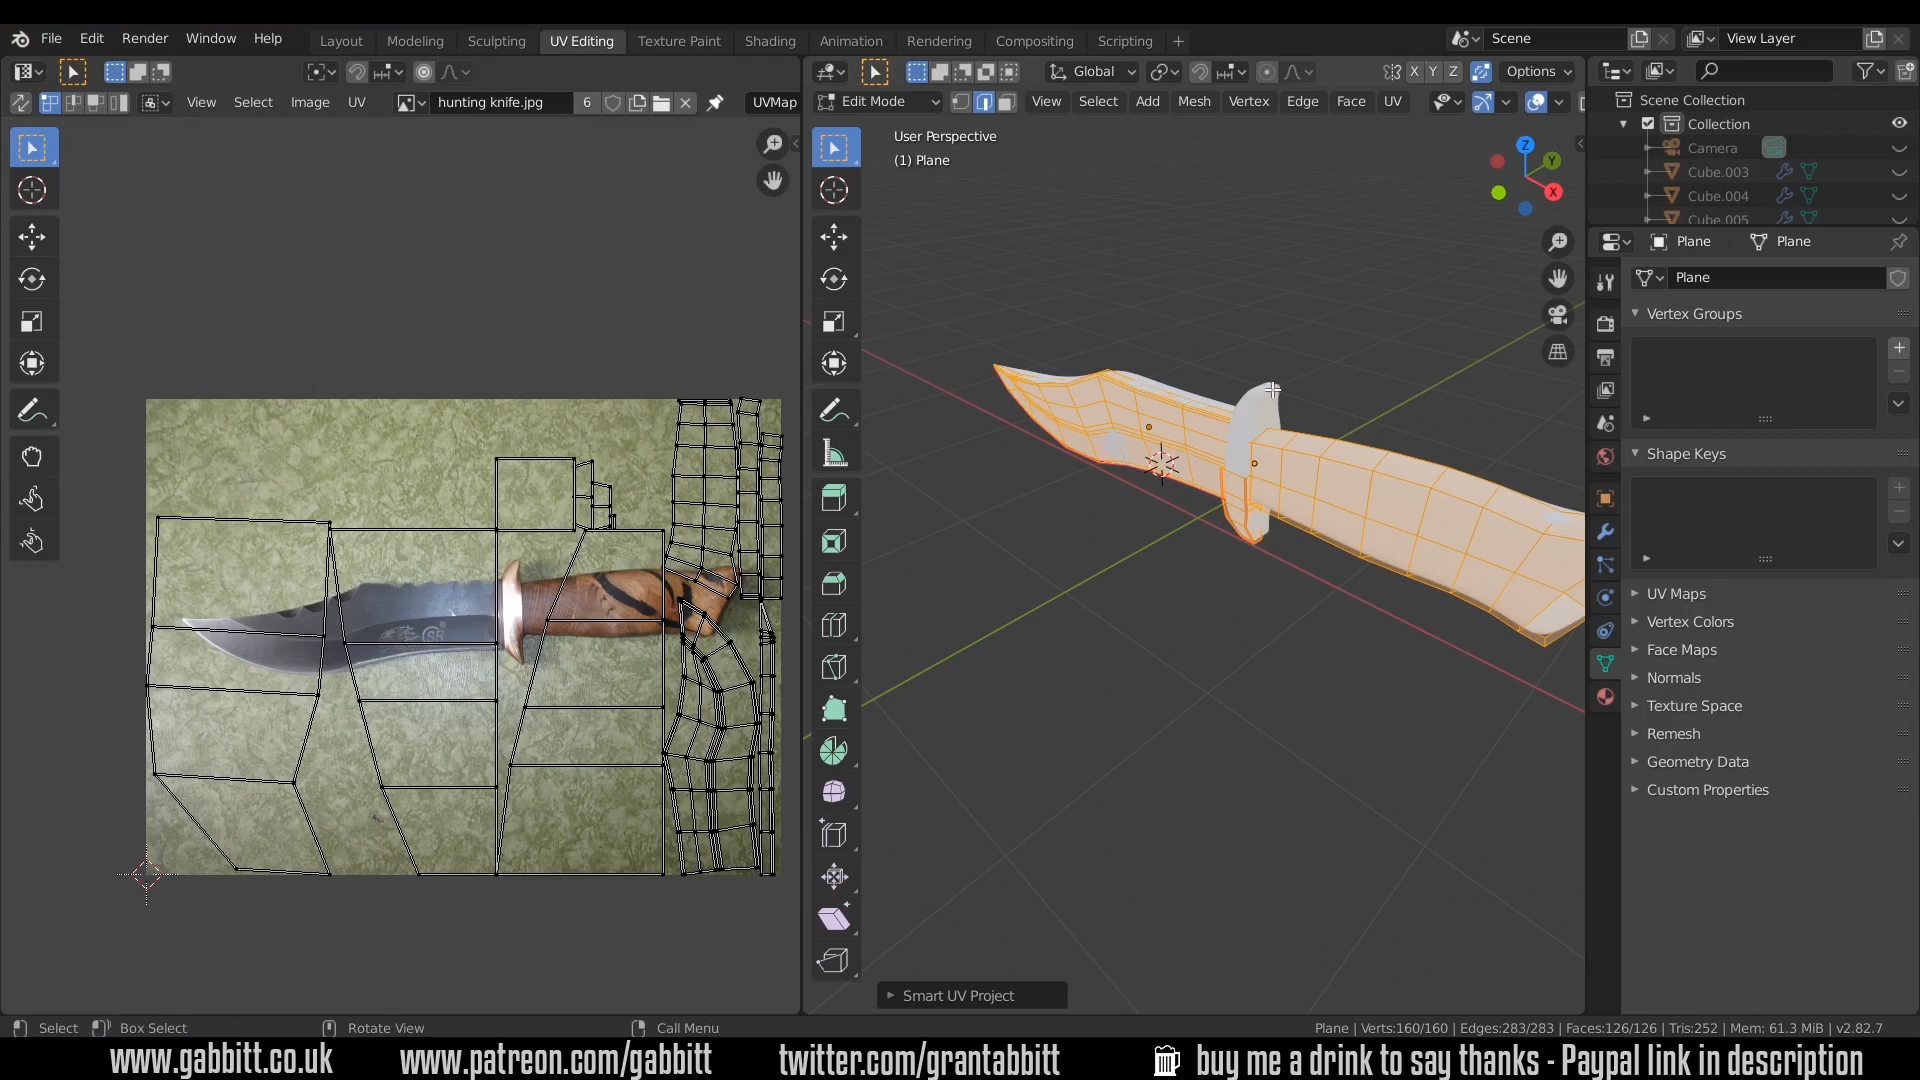 File Edit Render Window Help Layout Modeling Sculpting UV Editing Texture Paint Shading Animation Rendering Compositing Scripting + Scene View Layer
Global X Y Z Options
View Select Image UV hunting knife.jpg 6 UVMap
Edit Mode View Select Add Mesh Vertex Edge Face UV
User Perspective
(1) Plane
Z
Y
X
Scene Collection
Collection
Camera
Cube.003
Cube.004
Cube.005
Plane Plane
Plane
Vertex Groups
Shape Keys
UV Maps
Vertex Colors
Face Maps
Normals
Texture Space
Remesh
Geometry Data
Custom Properties
SR
Smart UV Project
Select Box Select Rotate View Call Menu Plane | Verts:160/160 | Edges:283/283 | Faces:126/126 | Tris:252 | Mem: 61.3 MiB | v2.82.7
www.gabbitt.co.uk www.patreon.com/gabbitt twitter.com/grantabbitt buy me a drink to say thanks - Paypal link in description